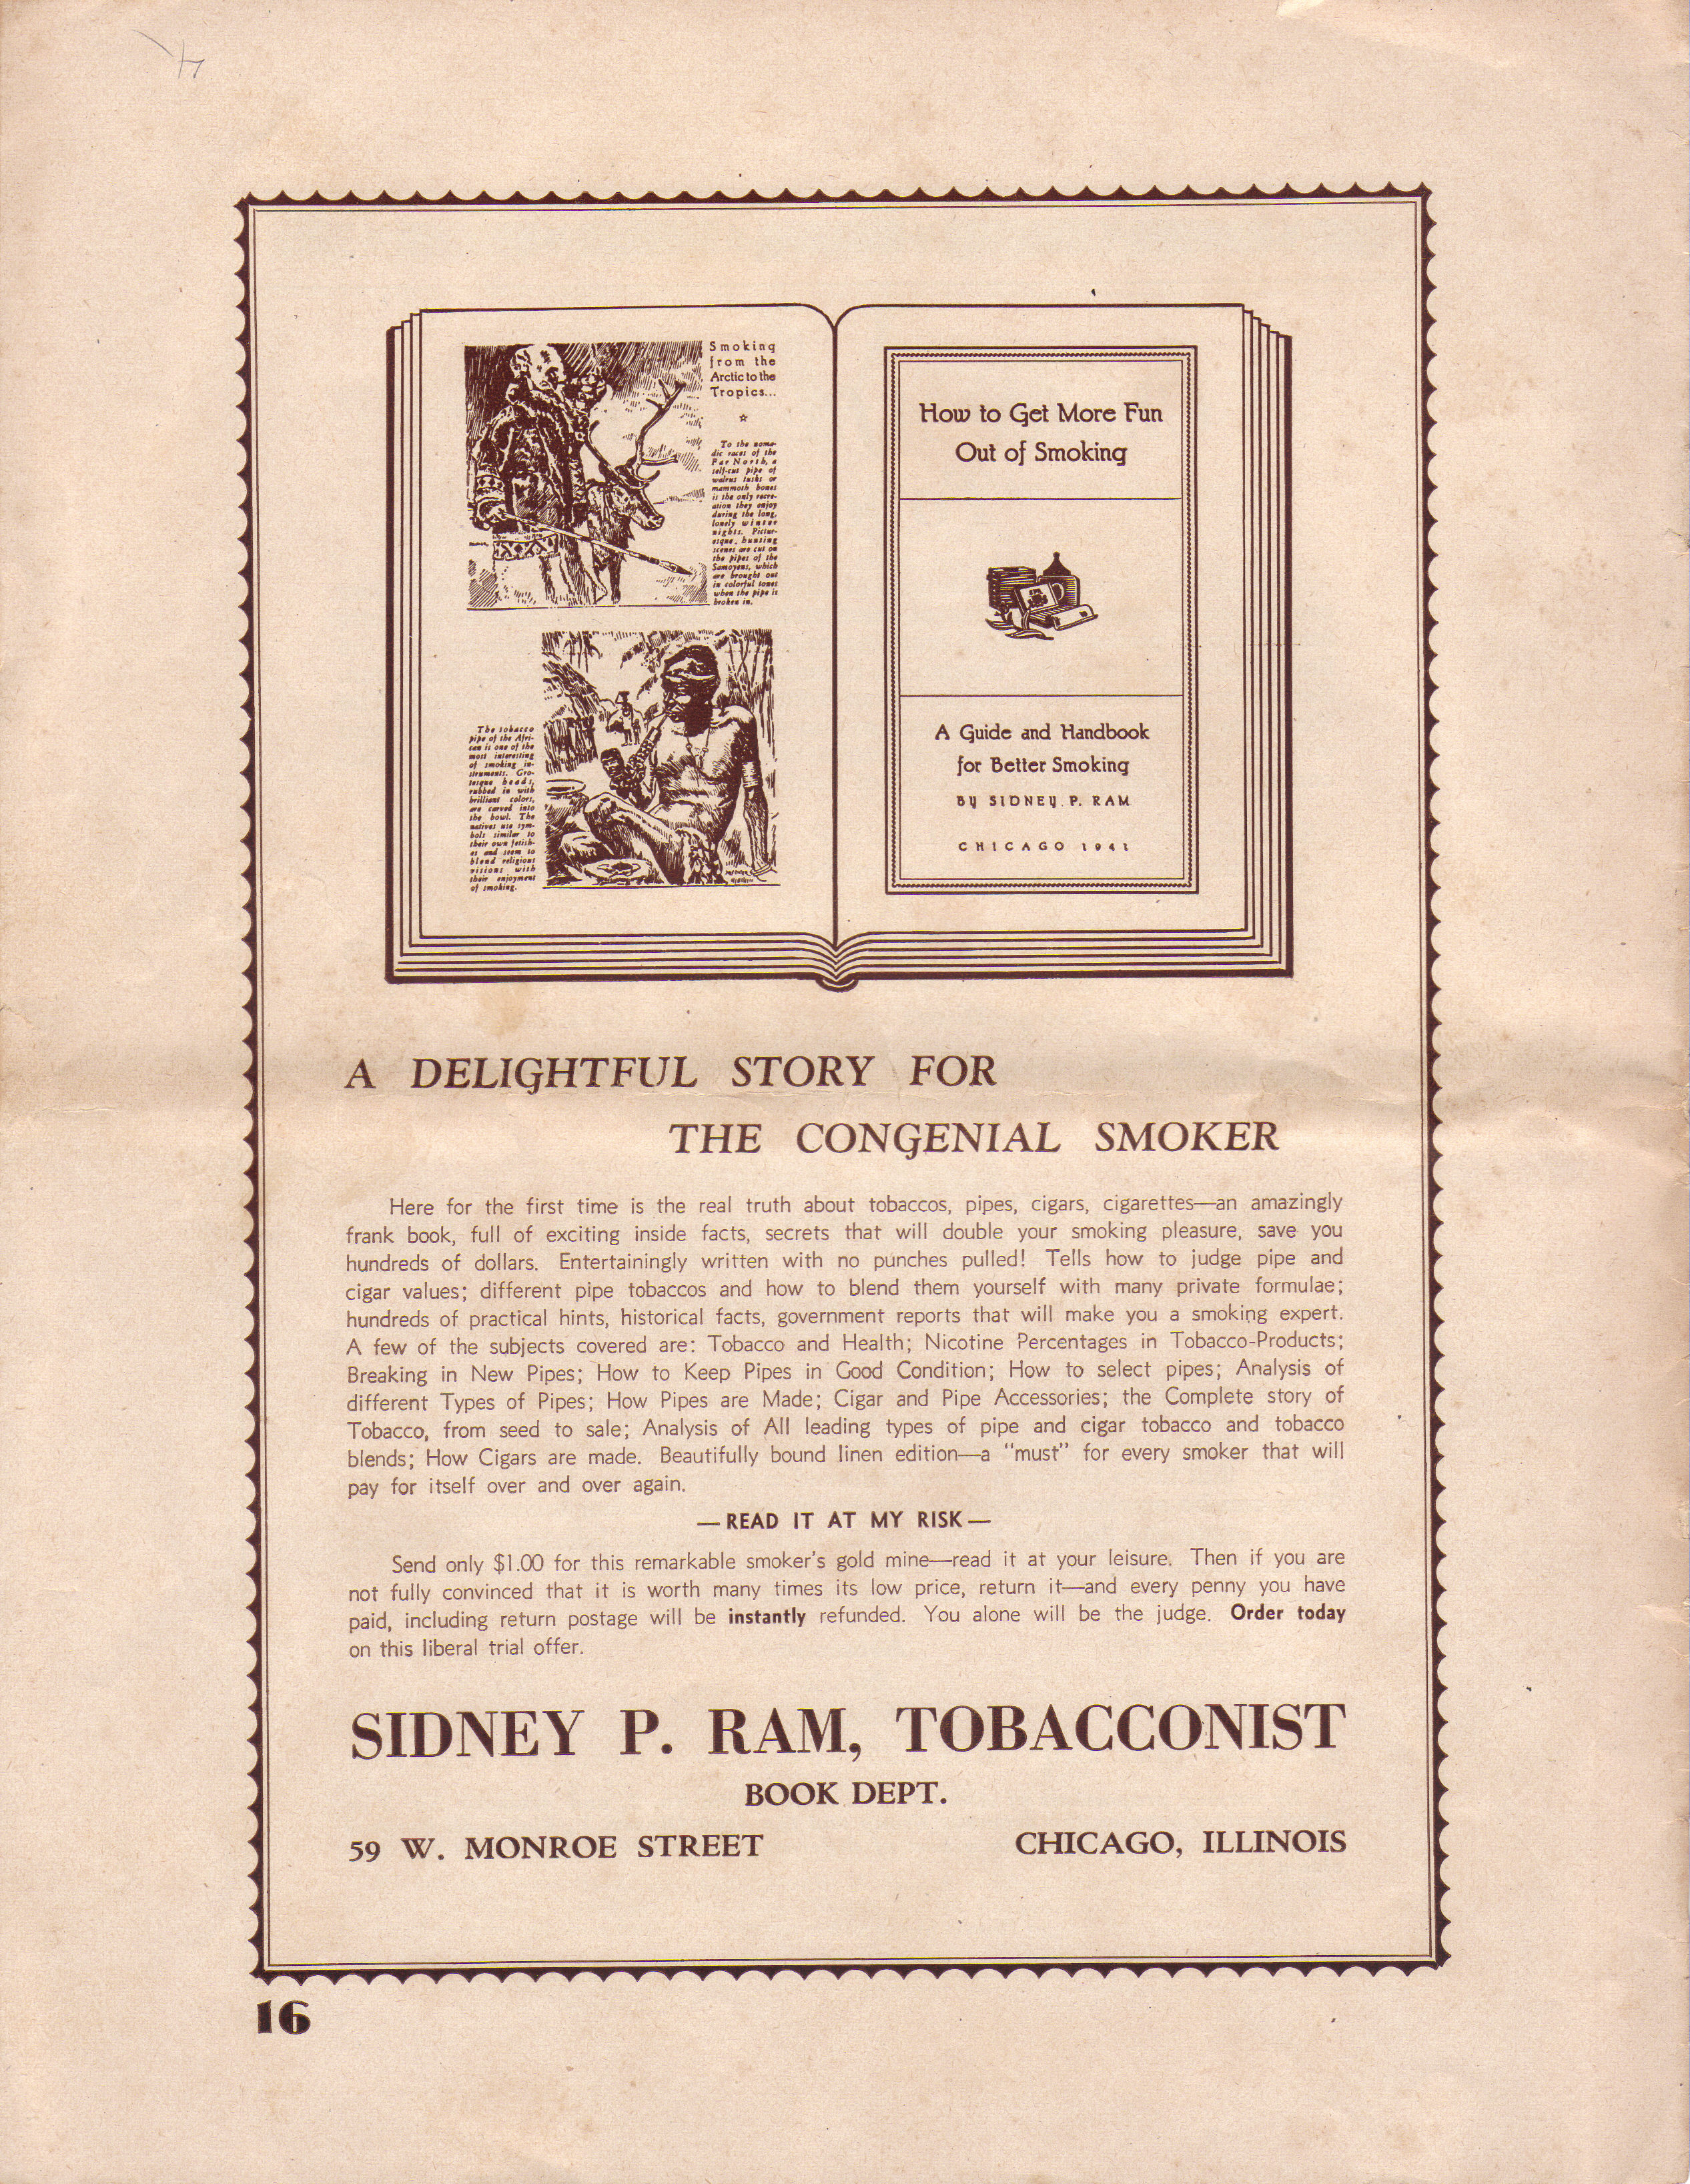 Smoking
from the
Arctic to the
Tropics...
To the noma-
dic races of the
Far North, a
self-cut pipe of
walrus tusks or
mammoth bones
is the only recre-
ation they enjoy
during the long,
lonely winter
nights. Pictur-
esque, hunting
scenes are cut on
the pipes of the
Samoyens, which
are brought out
in colorful tones
when the pipe is
broken in.
The tobacco
pipe of the Afri-
can is one of the
most interesting
of smoking in-
struments. Gro-
tesque heads,
rubbed in with
brilliant colors,
are carved into
the bowl. The
natives use sym-
bols similar to
their own fetish-
es and seem to
blend religious
visions with
their enjoyment
of smoking.
How to Get More Fun
Out of Smoking
A Guide and Handbook
for Better Smoking
BY SIDNEY P. RAM
CHICAGO 1941
A DELIGHTFUL STORY FOR
THE CONGENIAL SMOKER
Here for the first time is the real truth about tobaccos, pipes, cigars, cigarettes—an amazingly
frank book, full of exciting inside facts, secrets that will double your smoking pleasure, save you
hundreds of dollars. Entertainingly written with no punches pulled! Tells how to judge pipe and
cigar values; different pipe tobaccos and how to blend them yourself with many private formulae;
hundreds of practical hints, historical facts, government reports that will make you a smoking expert.
A few of the subjects covered are: Tobacco and Health; Nicotine Percentages in Tobacco-Products;
Breaking in New Pipes; How to Keep Pipes in Good Condition; How to select pipes; Analysis of
different Types of Pipes; How Pipes are Made; Cigar and Pipe Accessories; the Complete story of
Tobacco, from seed to sale; Analysis of All leading types of pipe and cigar tobacco and tobacco
blends; How Cigars are made. Beautifully bound linen edition—a "must" for every smoker that will
pay for itself over and over again.
—READ IT AT MY RISK—
Send only $1.00 for this remarkable smoker's gold mine—read it at your leisure. Then if you are
not fully convinced that it is worth many times its low price, return it—and every penny you have
paid, including return postage will be instantly refunded. You alone will be the judge. Order today
on this liberal trial offer.
SIDNEY P. RAM, TOBACCONIST
BOOK DEPT.
59 W. MONROE STREET
CHICAGO, ILLINOIS
16